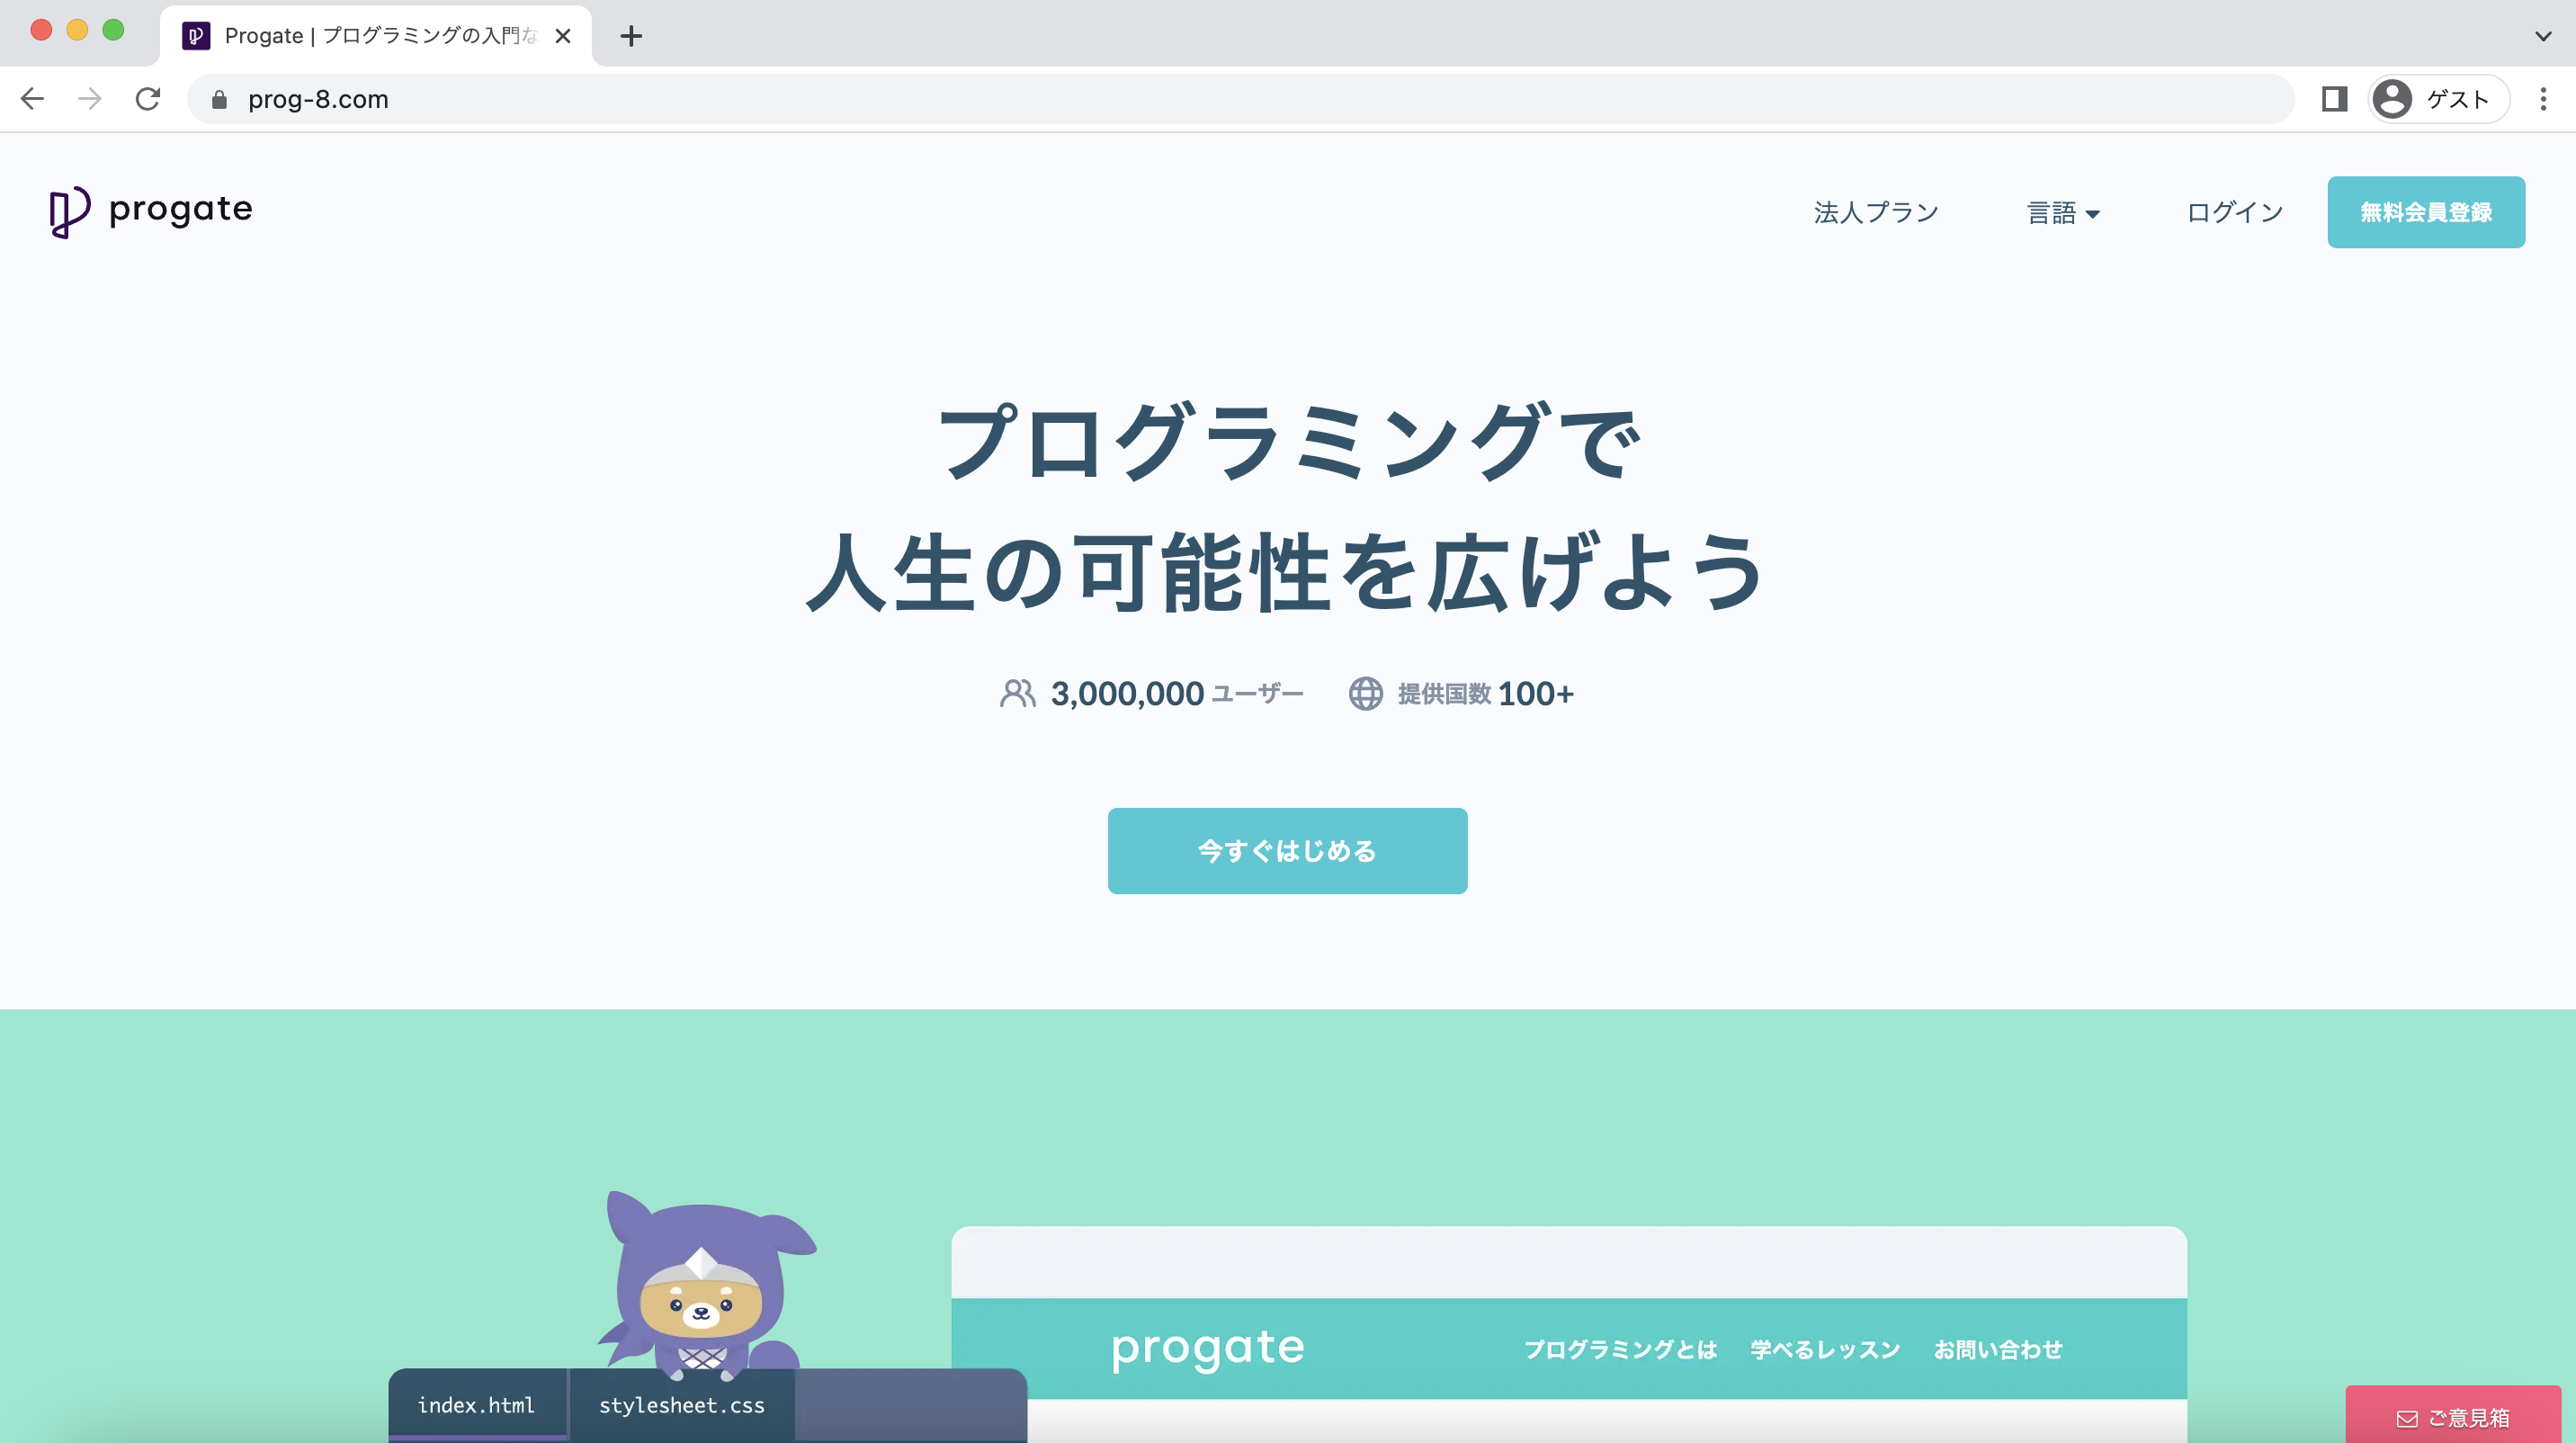 Progate | プログラミングの入門な
prog-8.com
ゲスト
progate
法人プラン
言語
ログイン
無料会員登録
プログラミングで
人生の可能性を広げよう
3,000,000 ユーザー
提供国数 100+
今すぐはじめる
progate
プログラミングとは
学べるレッスン
お問い合わせ
index.html
stylesheet.css
ご意見箱